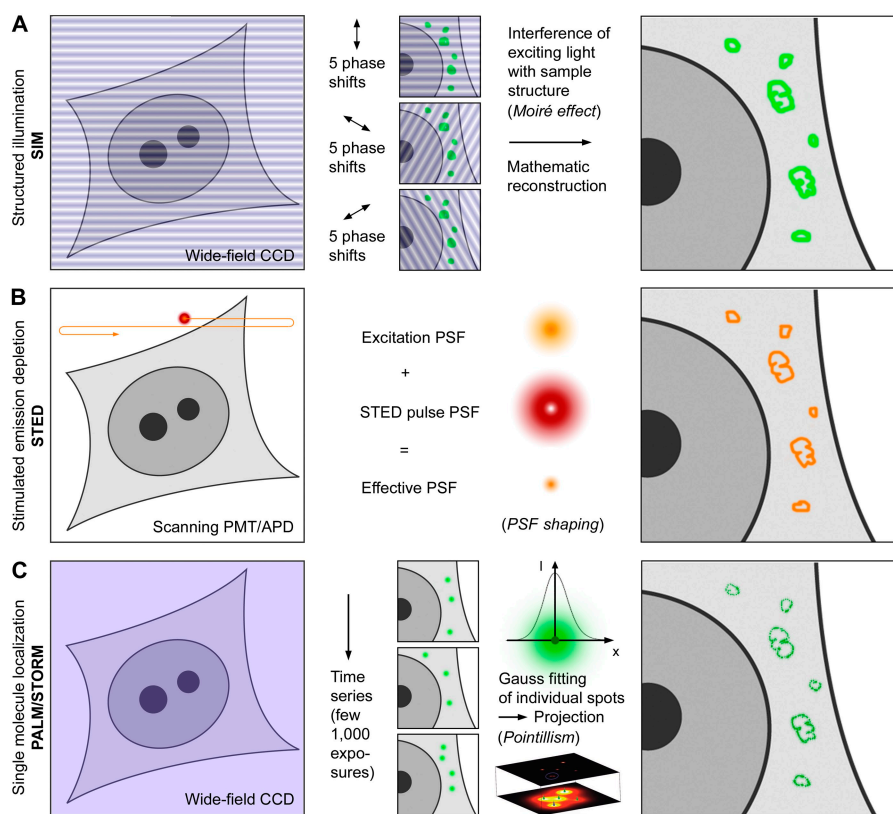 A
Structured illumination
SIM
Wide-field CCD
5 phase
shifts
5 phase
shifts
5 phase
shifts
Interference of
exciting light
with sample
structure
(Moiré effect)
Mathematic
reconstruction
B
Stimulated emission depletion
STED
Scanning PMT/APD
Excitation PSF
+
STED pulse PSF
=
Effective PSF
(PSF shaping)
C
Single molecule localization
PALM/STORM
Wide-field CCD
Time
series
(few
1,000
expo-
sures)
I
x
Gauss fitting
of individual spots
Projection
(Pointillism)